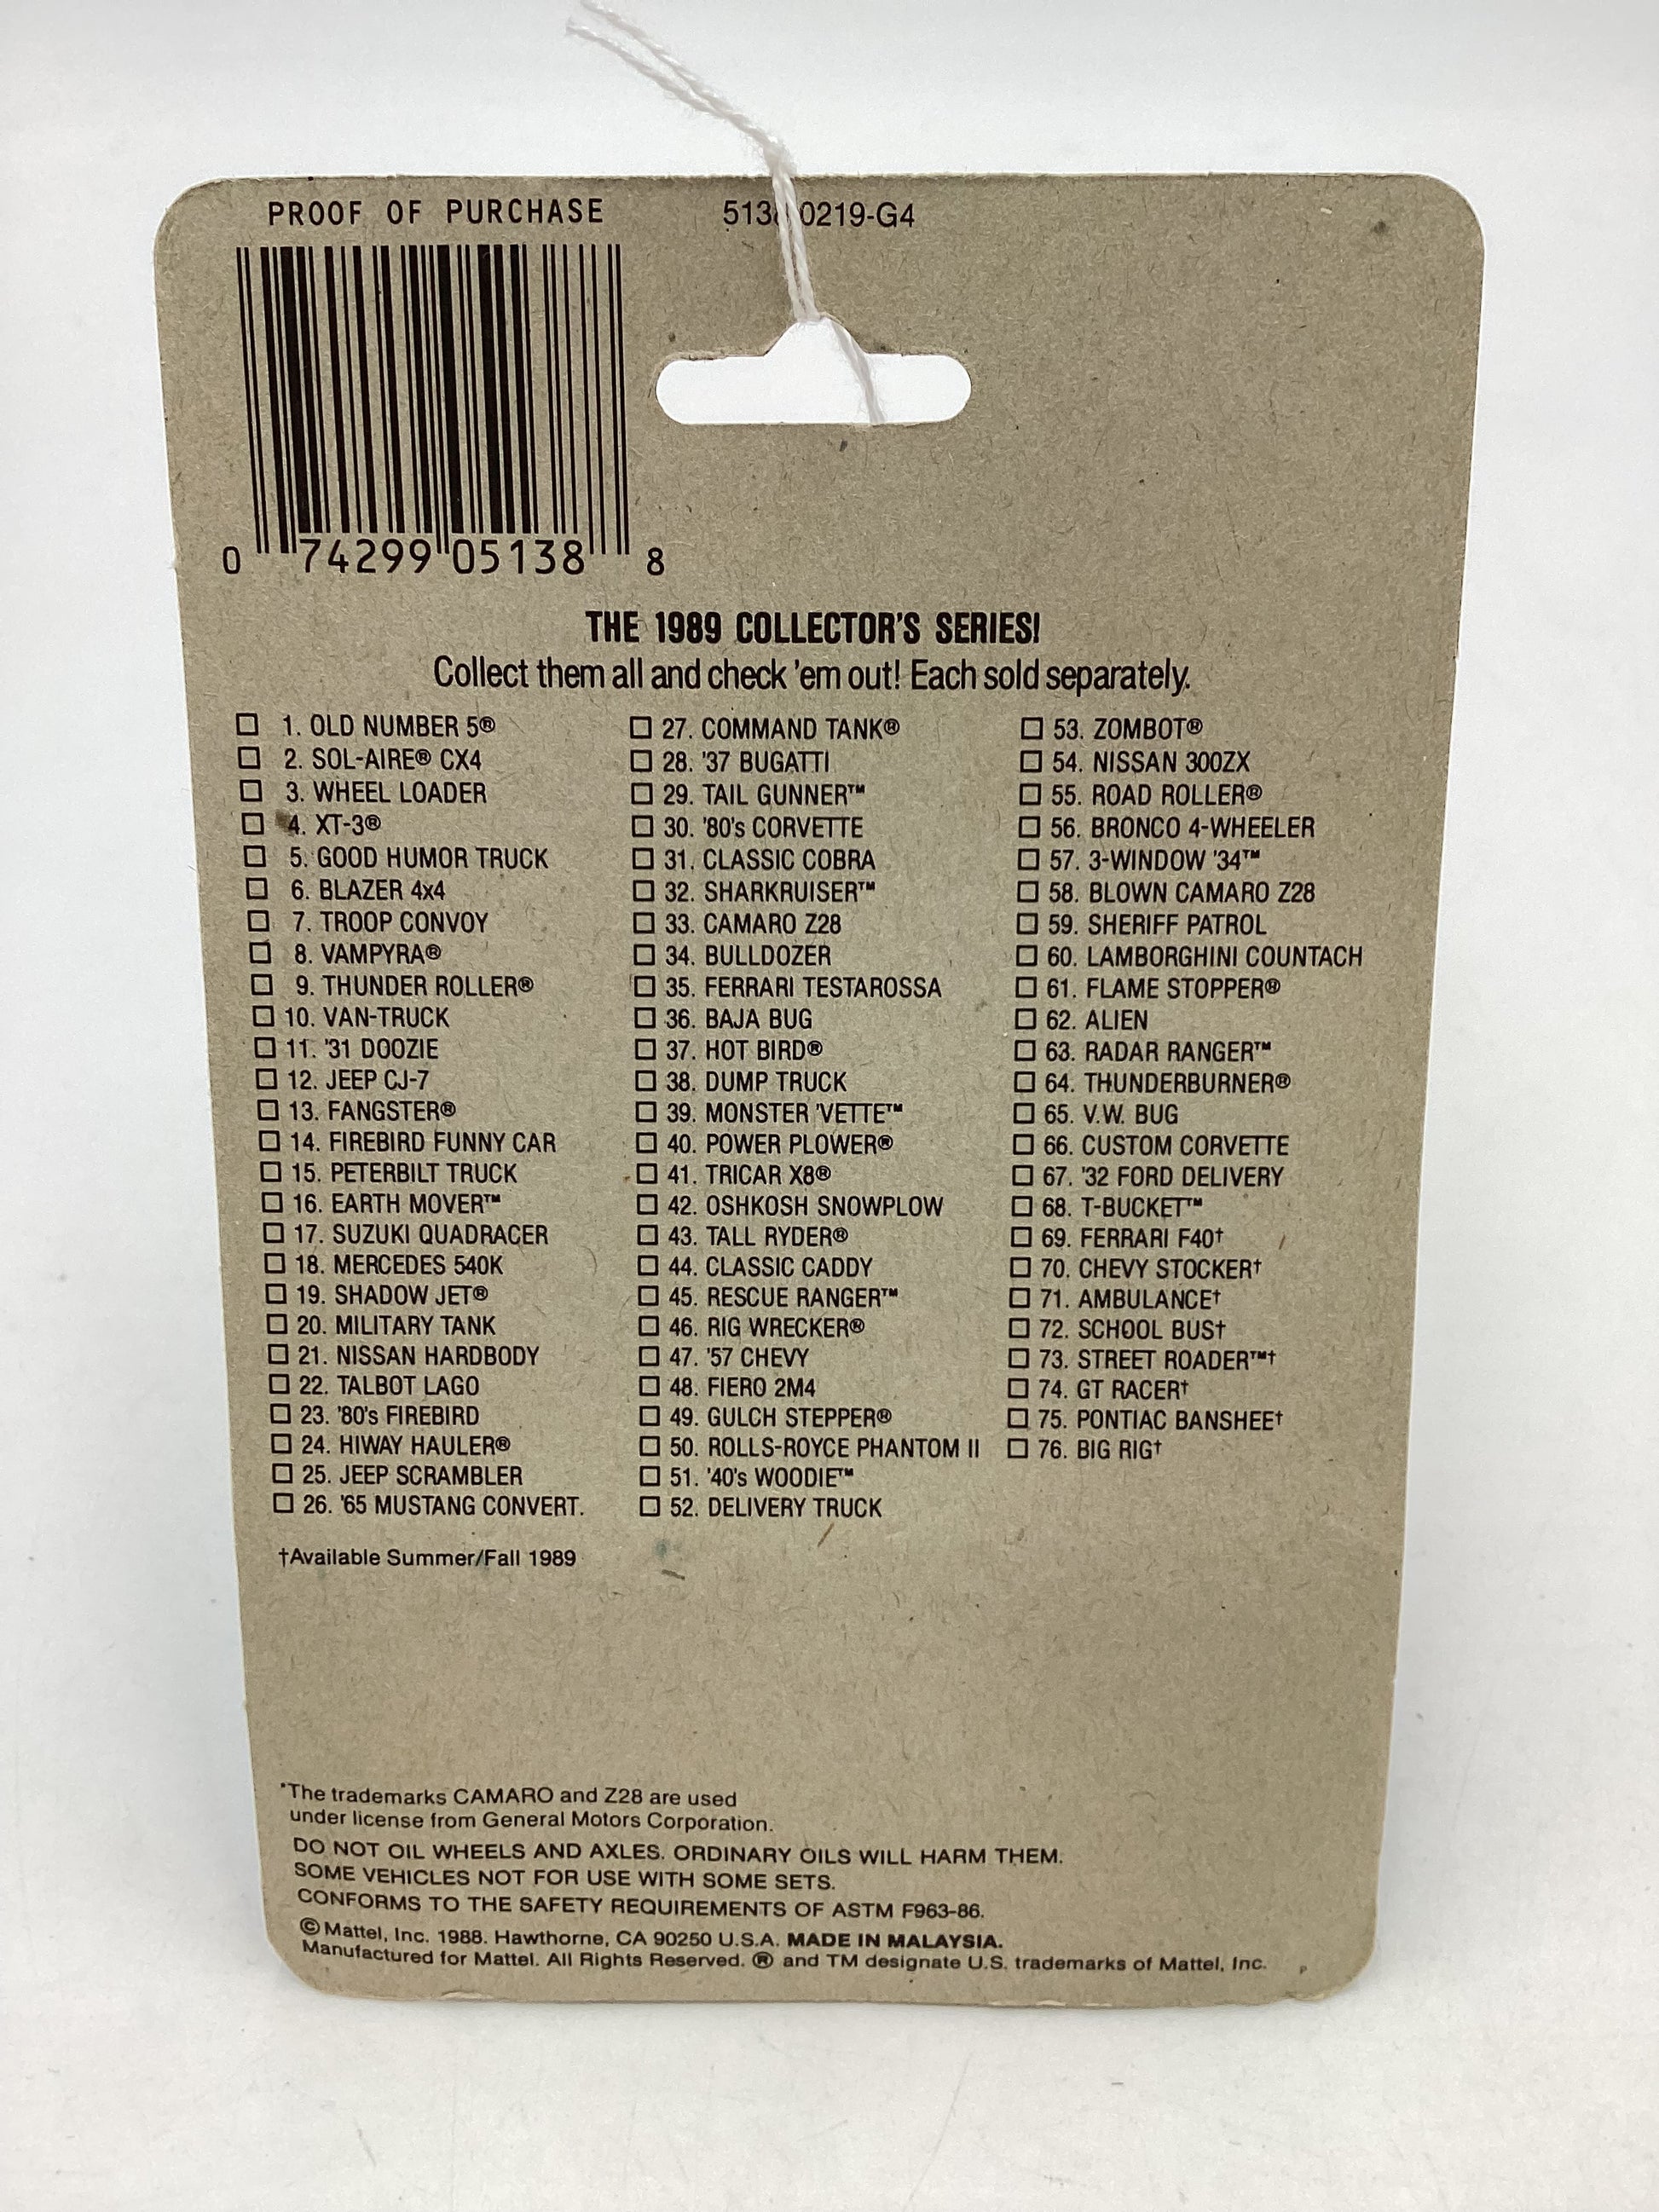 PROOF OF PURCHASE
0219-G4
0 74299 05138 8
THE 1989 COLLECTOR'S SERIES!
Collect them all and check 'em out! Each sold separately.
1. OLD NUMBER 5®
2. SOL-AIRE® CX4
3. WHEEL LOADER
4. XT-3®
5. GOOD HUMOR TRUCK
6. BLAZER 4x4
7. TROOP CONVOY
8. VAMPYRA®
9. THUNDER ROLLER®
10. VAN-TRUCK
11. '31 DOOZIE
12. JEEP CJ-7
13. FANGSTER®
14. FIREBIRD FUNNY CAR
15. PETERBILT TRUCK
16. EARTH MOVER™
17. SUZUKI QUADRACER
18. MERCEDES 540K
19. SHADOW JET®
20. MILITARY TANK
21. NISSAN HARDBODY
22. TALBOT LAGO
23. '80's FIREBIRD
24. HIWAY HAULER®
25. JEEP SCRAMBLER
26. '65 MUSTANG CONVERT.
27. COMMAND TANK®
28. '37 BUGATTI
29. TAIL GUNNER™
30. '80's CORVETTE
31. CLASSIC COBRA
32. SHARKRUISER™
33. CAMARO Z28
34. BULLDOZER
35. FERRARI TESTAROSSA
36. BAJA BUG
37. HOT BIRD®
38. DUMP TRUCK
39. MONSTER 'VETTE™
40. POWER PLOWER®
41. TRICAR X8®
42. OSHKOSH SNOWPLOW
43. TALL RYDER®
44. CLASSIC CADDY
45. RESCUE RANGER™
46. RIG WRECKER®
47. '57 CHEVY
48. FIERO 2M4
49. GULCH STEPPER®
50. ROLLS-ROYCE PHANTOM II
51. '40's WOODIE™
52. DELIVERY TRUCK
53. ZOMBOT®
54. NISSAN 300ZX
55. ROAD ROLLER®
56. BRONCO 4-WHEELER
57. 3-WINDOW '34™
58. BLOWN CAMARO Z28
59. SHERIFF PATROL
60. LAMBORGHINI COUNTACH
61. FLAME STOPPER®
62. ALIEN
63. RADAR RANGER™
64. THUNDERBURNER®
65. V.W. BUG
66. CUSTOM CORVETTE
67. '32 FORD DELIVERY
68. T-BUCKET™
69. FERRARI F40†
70. CHEVY STOCKER†
71. AMBULANCE†
72. SCHOOL BUS†
73. STREET ROADER™†
74. GT RACER†
75. PONTIAC BANSHEE†
76. BIG RIG†
†Available Summer/Fall 1989
*The trademarks CAMARO and Z28 are used
under license from General Motors Corporation.
DO NOT OIL WHEELS AND AXLES. ORDINARY OILS WILL HARM THEM.
SOME VEHICLES NOT FOR USE WITH SOME SETS.
CONFORMS TO THE SAFETY REQUIREMENTS OF ASTM F963-86.
©Mattel, Inc. 1988. Hawthorne, CA 90250 U.S.A. MADE IN MALAYSIA.
Manufactured for Mattel. All Rights Reserved. ® and TM designate U.S. trademarks of Mattel, Inc.